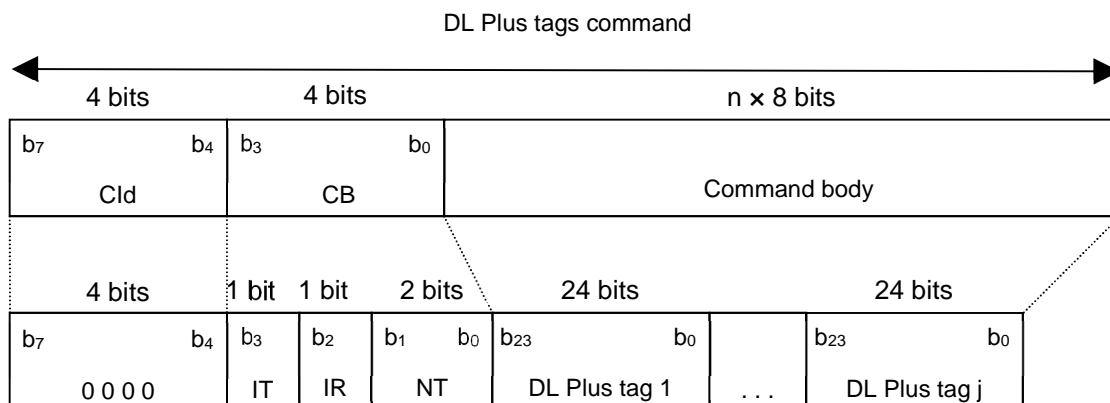 DL Plus tags command
4 bits 4 bits n × 8 bits
b7 b4 b3 b0
CId CB Command body
4 bits 1 bit 1 bit 2 bits 24 bits 24 bits
b7 b4 b3 b2 b1 b0 b23 b0 b23 b0
0 0 0 0 IT IR NT DL Plus tag 1 . . . DL Plus tag j